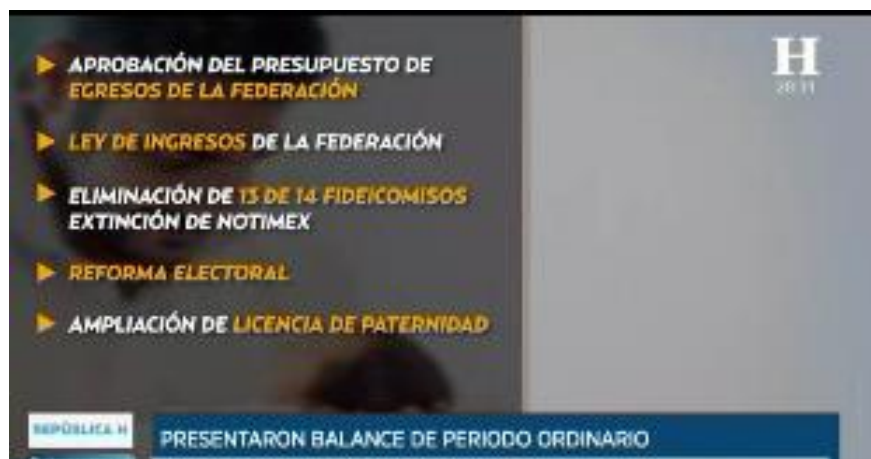 APROBACIÓN DEL PRESUPUESTO DE
EGRESOS DE LA FEDERACIÓN
LEY DE INGRESOS DE LA FEDERACIÓN
ELIMINACIÓN DE 13 DE 14 FIDEICOMISOS
EXTINCIÓN DE NOTIMEX
REFORMA ELECTORAL
AMPLIACIÓN DE LICENCIA DE PATERNIDAD
H
REPÚBLICA H
PRESENTARON BALANCE DE PERIODO ORDINARIO